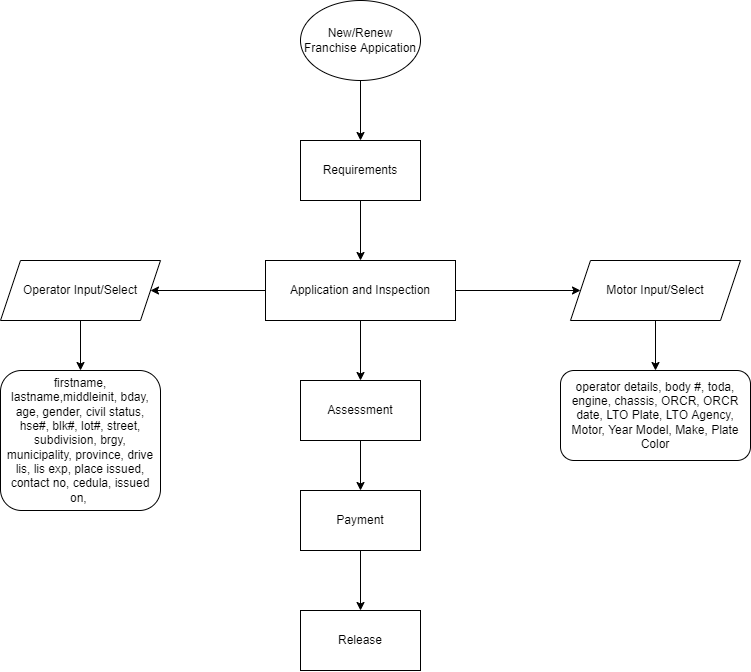 New/Renew
Franchise Appication
Requirements
Operator Input/Select
Application and Inspection
Motor Input/Select
firstname,
lastname,middleinit, bday,
age, gender, civil status,
hse#, blk#, lot#, street,
subdivision, brgy,
municipality, province, drive
lis, lis exp, place issued,
contact no, cedula, issued
on,
operator details, body #, toda,
engine, chassis, ORCR, ORCR
date, LTO Plate, LTO Agency,
Motor, Year Model, Make, Plate
Color
Assessment
Payment
Release